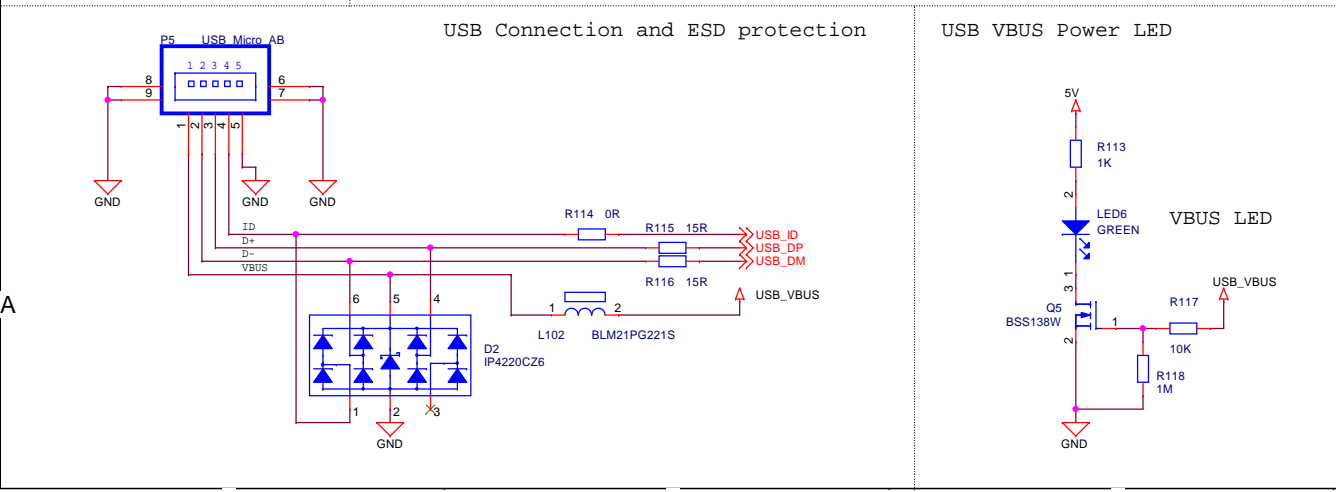 USB Connection and ESD protection
USB VBUS Power LED
P5 USB_Micro_AB
1 2 3 4 5
8
9
6
7
1 2 3 4 5
GND
GND
GND
5V
R113
1K
2
LED6
GREEN
VBUS LED
1
3
Q5
BSS138W
2
1
R117
10K
USB_VBUS
R118
1M
GND
ID
D+
D-
VBUS
R114 0R
R115 15R
R116 15R
USB_ID
USB_DP
USB_DM
USB_VBUS
1
2
L102 BLM21PG221S
6 5 4
D2
IP4220CZ6
1 2 3
GND
A